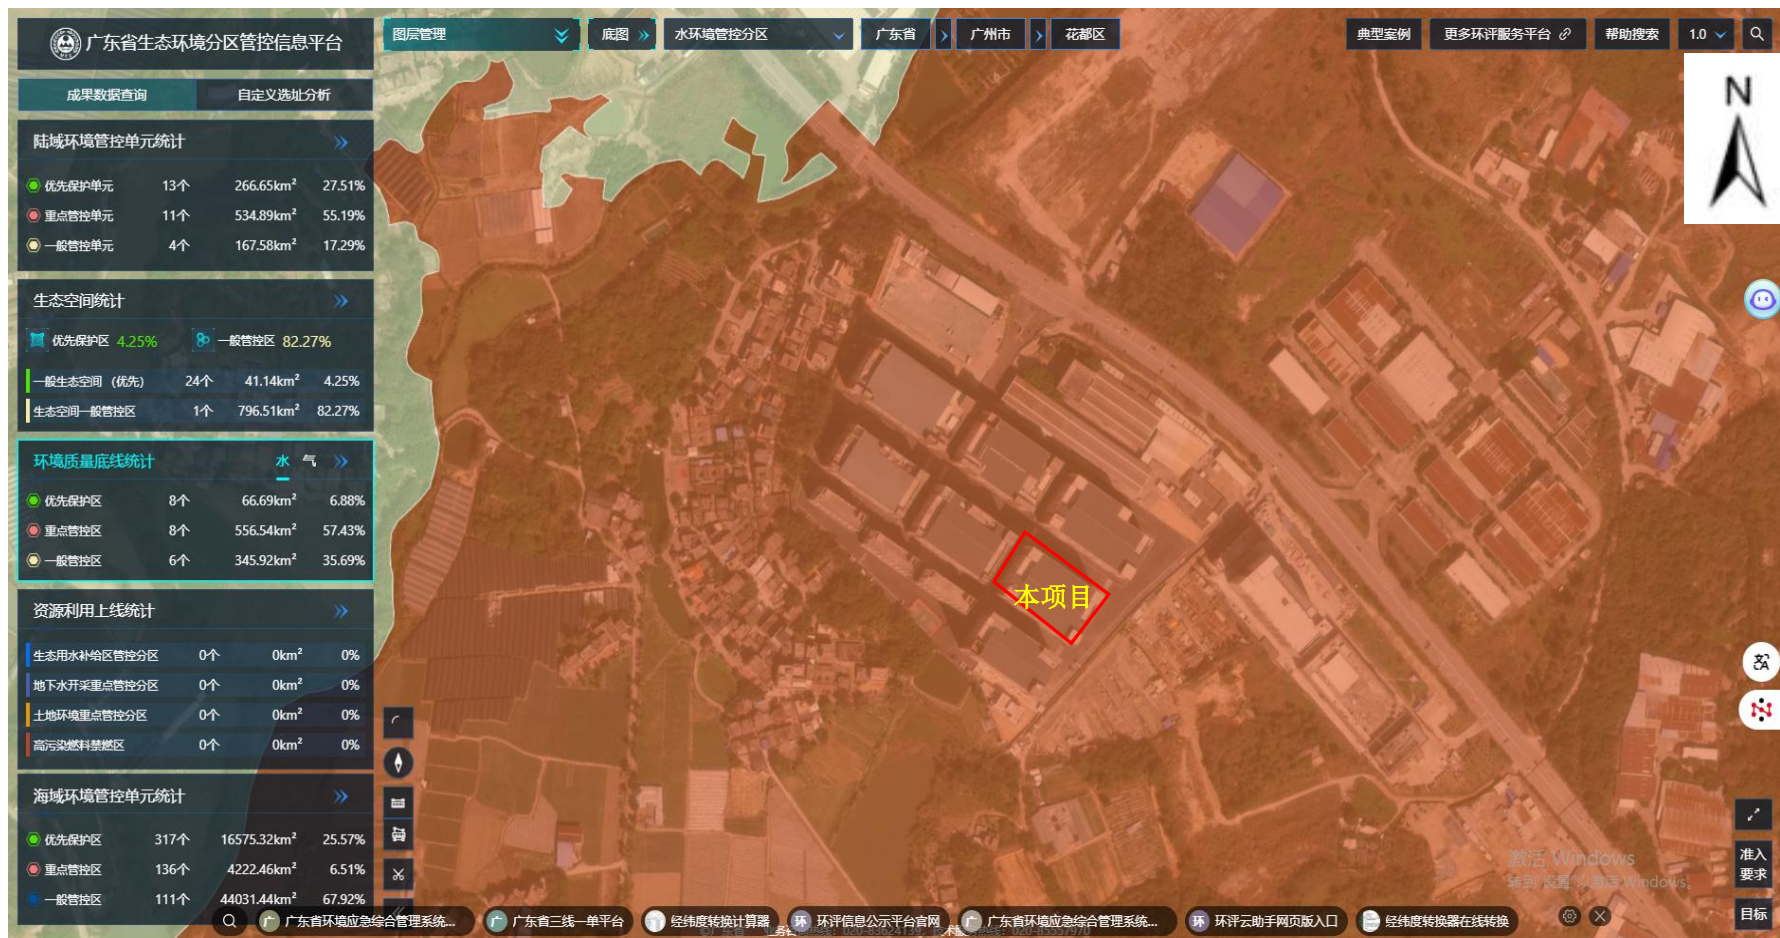 广东省生态环境分区管控信息平台
图层管理
底图
水环境管控分区
广东省
广州市
花都区
典型案例
更多环评服务平台
帮助搜索
1.0
成果数据查询
自定义选址分析
N
陆域环境管控单元统计
优先保护单元 13个 266.65km² 27.51%
重点管控单元 11个 534.89km² 55.19%
一般管控单元 4个 167.58km² 17.29%
生态空间统计
优先保护区 4.25% 一般管控区 82.27%
一般生态空间（优先） 24个 41.14km² 4.25%
生态空间一般管控区 1个 796.51km² 82.27%
环境质量底线统计 水 气
优先保护区 8个 66.69km² 6.88%
重点管控区 8个 556.54km² 57.43%
一般管控区 6个 345.92km² 35.69%
本项目
资源利用上线统计
生态用水补给区管控分区 0个 0km² 0%
地下水开采重点管控分区 0个 0km² 0%
土地环境重点管控分区 0个 0km² 0%
高污染燃料禁燃区 0个 0km² 0%
海域环境管控单元统计
优先保护区 317个 16575.32km² 25.57%
重点管控区 136个 4222.46km² 6.51%
一般管控区 111个 44031.44km² 67.92%
准入
要求
目标
激活 Windows
转到"设置"以激活 Windows。
广 广东省环境应急综合管理系统...
广 广东省三线一单平台
经纬度转换计算器
环 环评信息公示平台官网
广 广东省环境应急综合管理系统...
环 环评云助手网页版入口
经纬度转换器在线转换